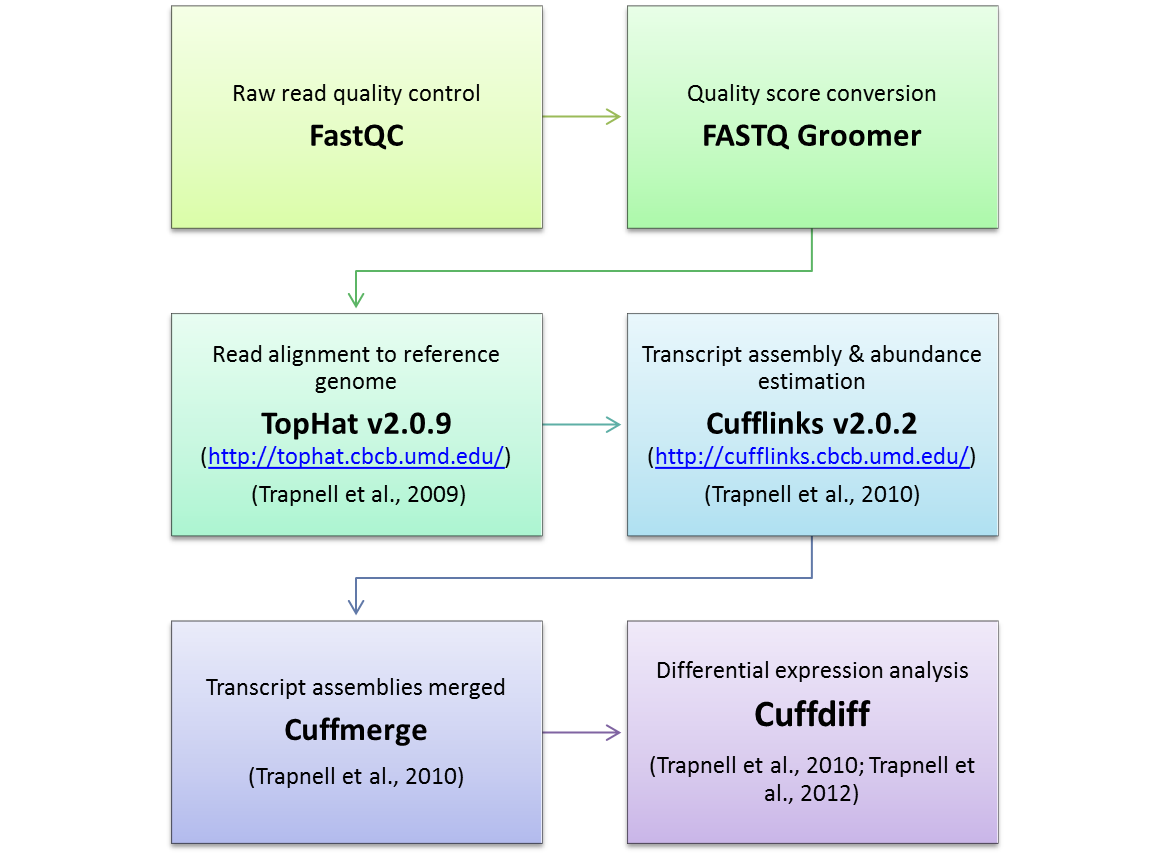 Raw read quality control
FastQC
Quality score conversion
FASTQ Groomer
Read alignment to reference
genome
TopHat v2.0.9
(http://tophat.cbcb.umd.edu/)
(Trapnell et al., 2009)
Transcript assembly & abundance
estimation
Cufflinks v2.0.2
(http://cufflinks.cbcb.umd.edu/)
(Trapnell et al., 2010)
Transcript assemblies merged
Cuffmerge
(Trapnell et al., 2010)
Differential expression analysis
Cuffdiff
(Trapnell et al., 2010; Trapnell et
al., 2012)